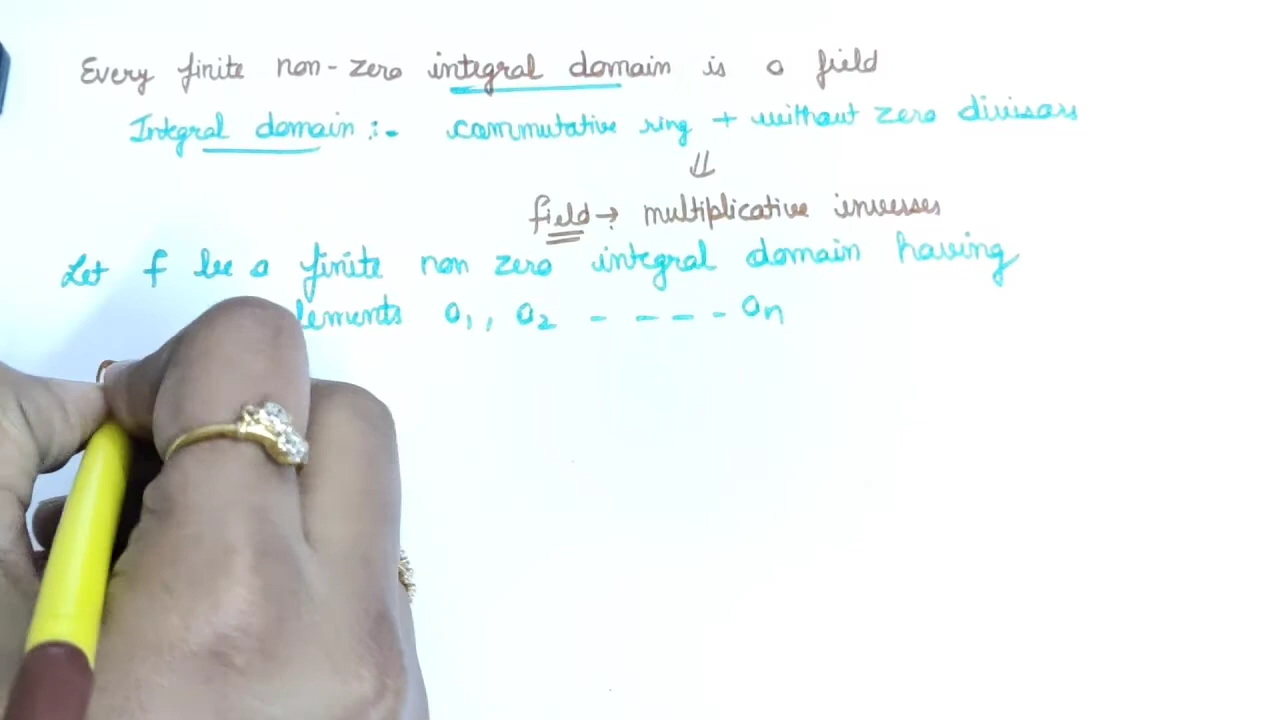 Every finite non-zero integral domain is a field
Integral domain :- commutative ring + without zero divisors
⇓
field → multiplicative inverses
Let F be a finite non zero integral domain having
lements a₁, a₂ - - - - aₙ